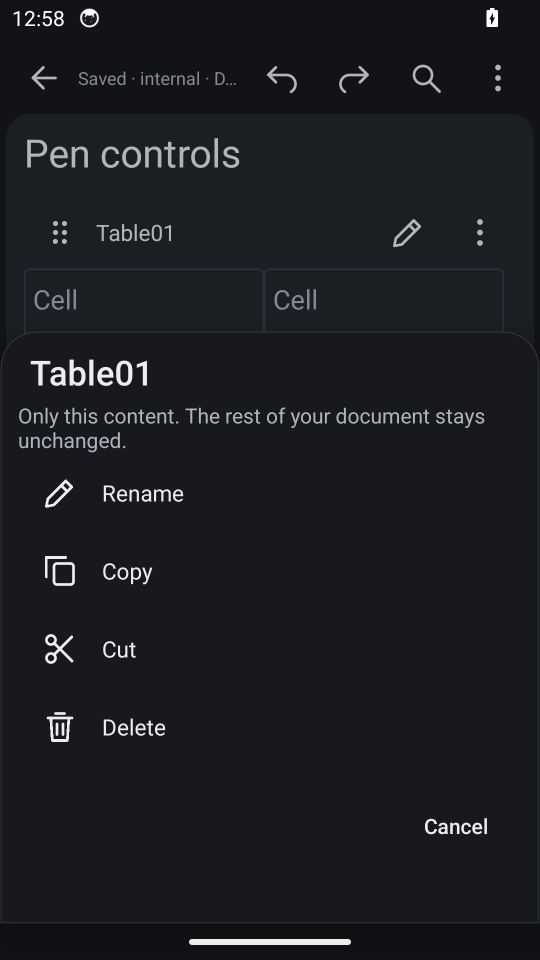 12:58
Saved · internal · D…
Pen controls
Table01
Cell Cell
Table01
Only this content. The rest of your document stays
unchanged.
Rename
Copy
Cut
Delete
Cancel